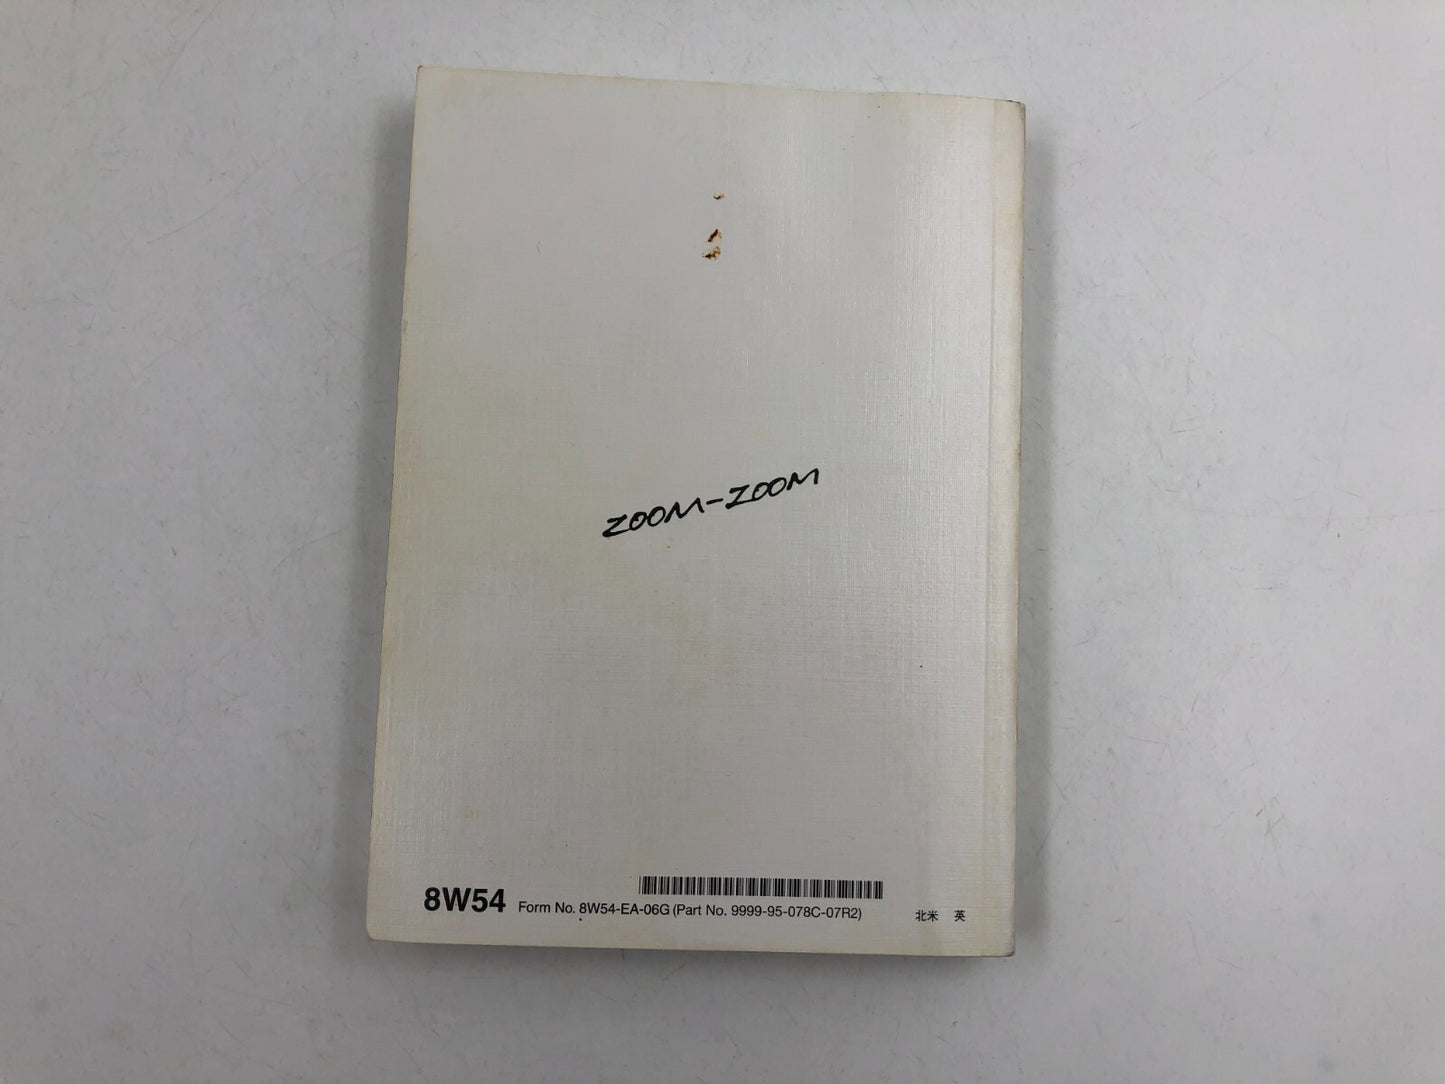 ZOOM-ZOOM
8W54 Form No. 8W54-EA-06G (Part No. 9999-95-078C-07R2) 北米 英